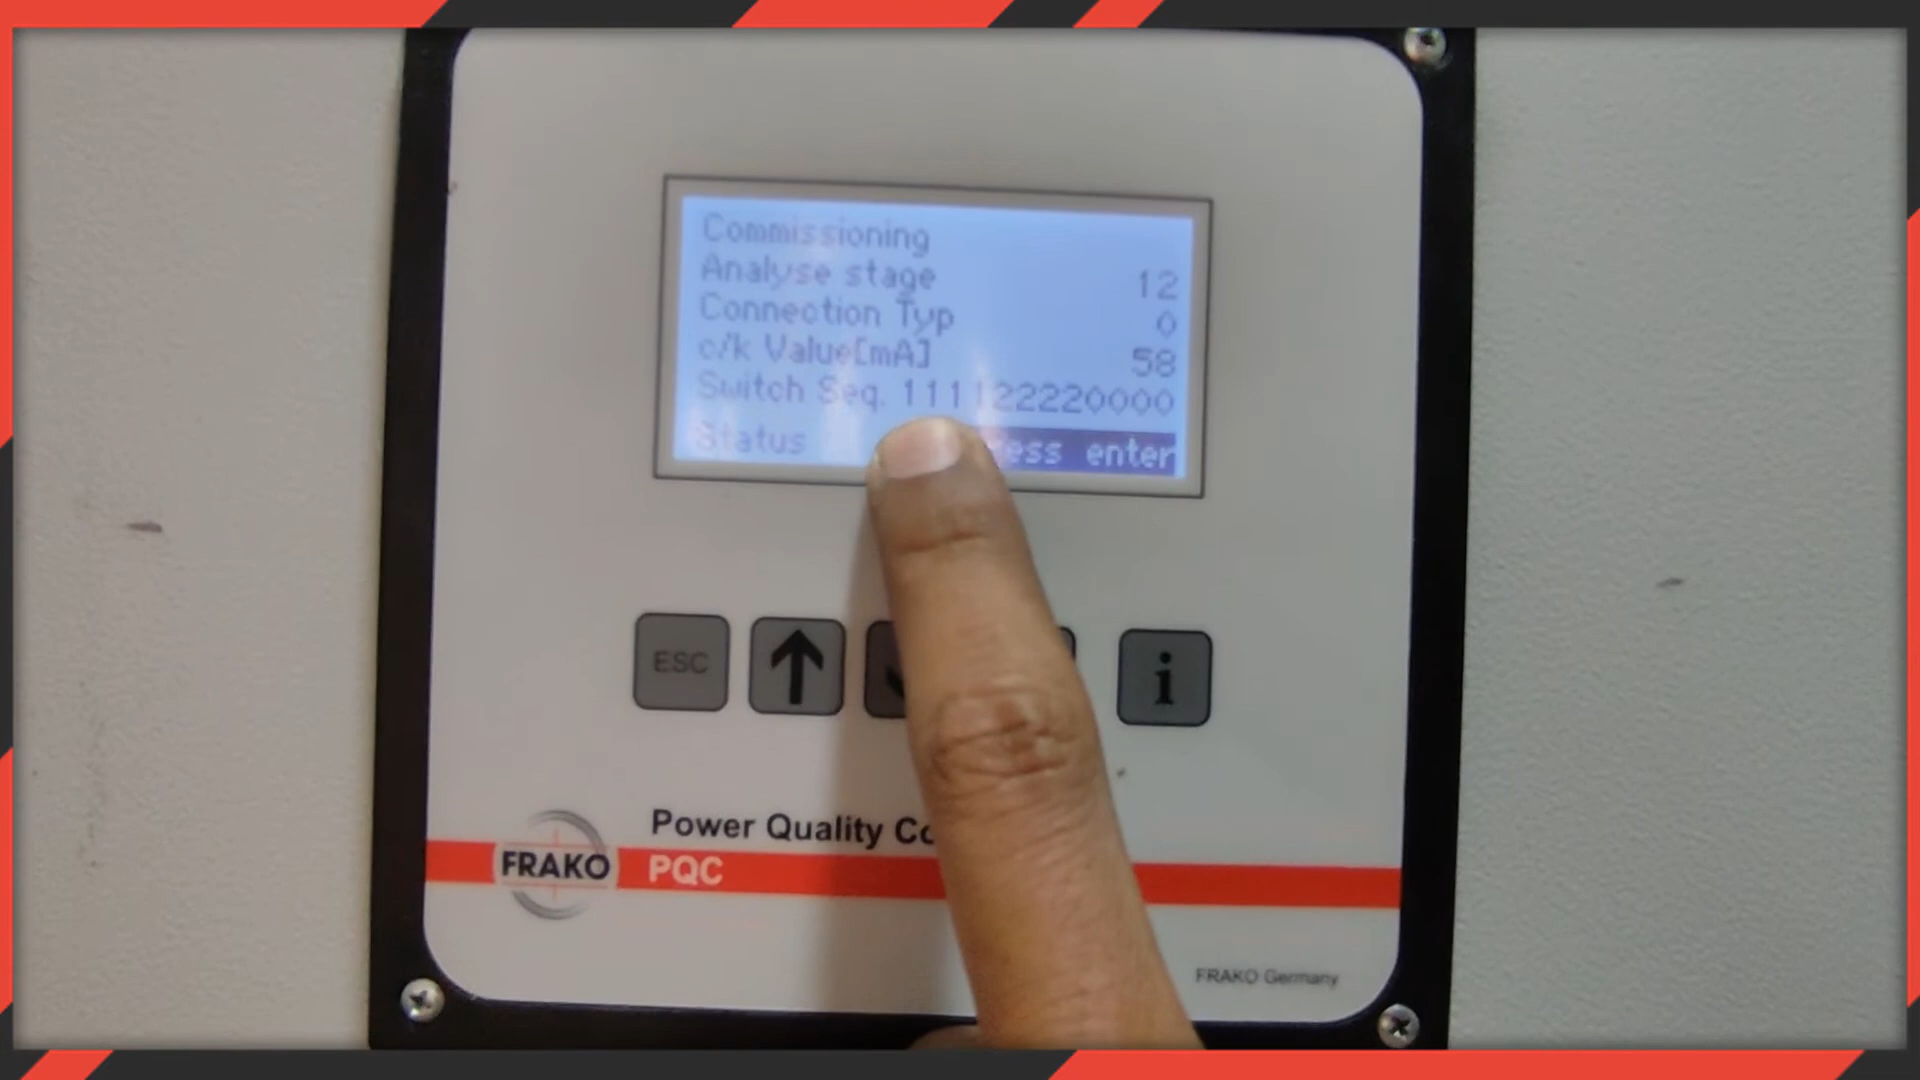 Commissioning
Analyse stage 12
Connection Typ 0
c/k Value[mA] 58
Switch Seq. 111122220000
Status enter
ESC
i
Power Quality
FRAKO
PQC
FRAKO Germany